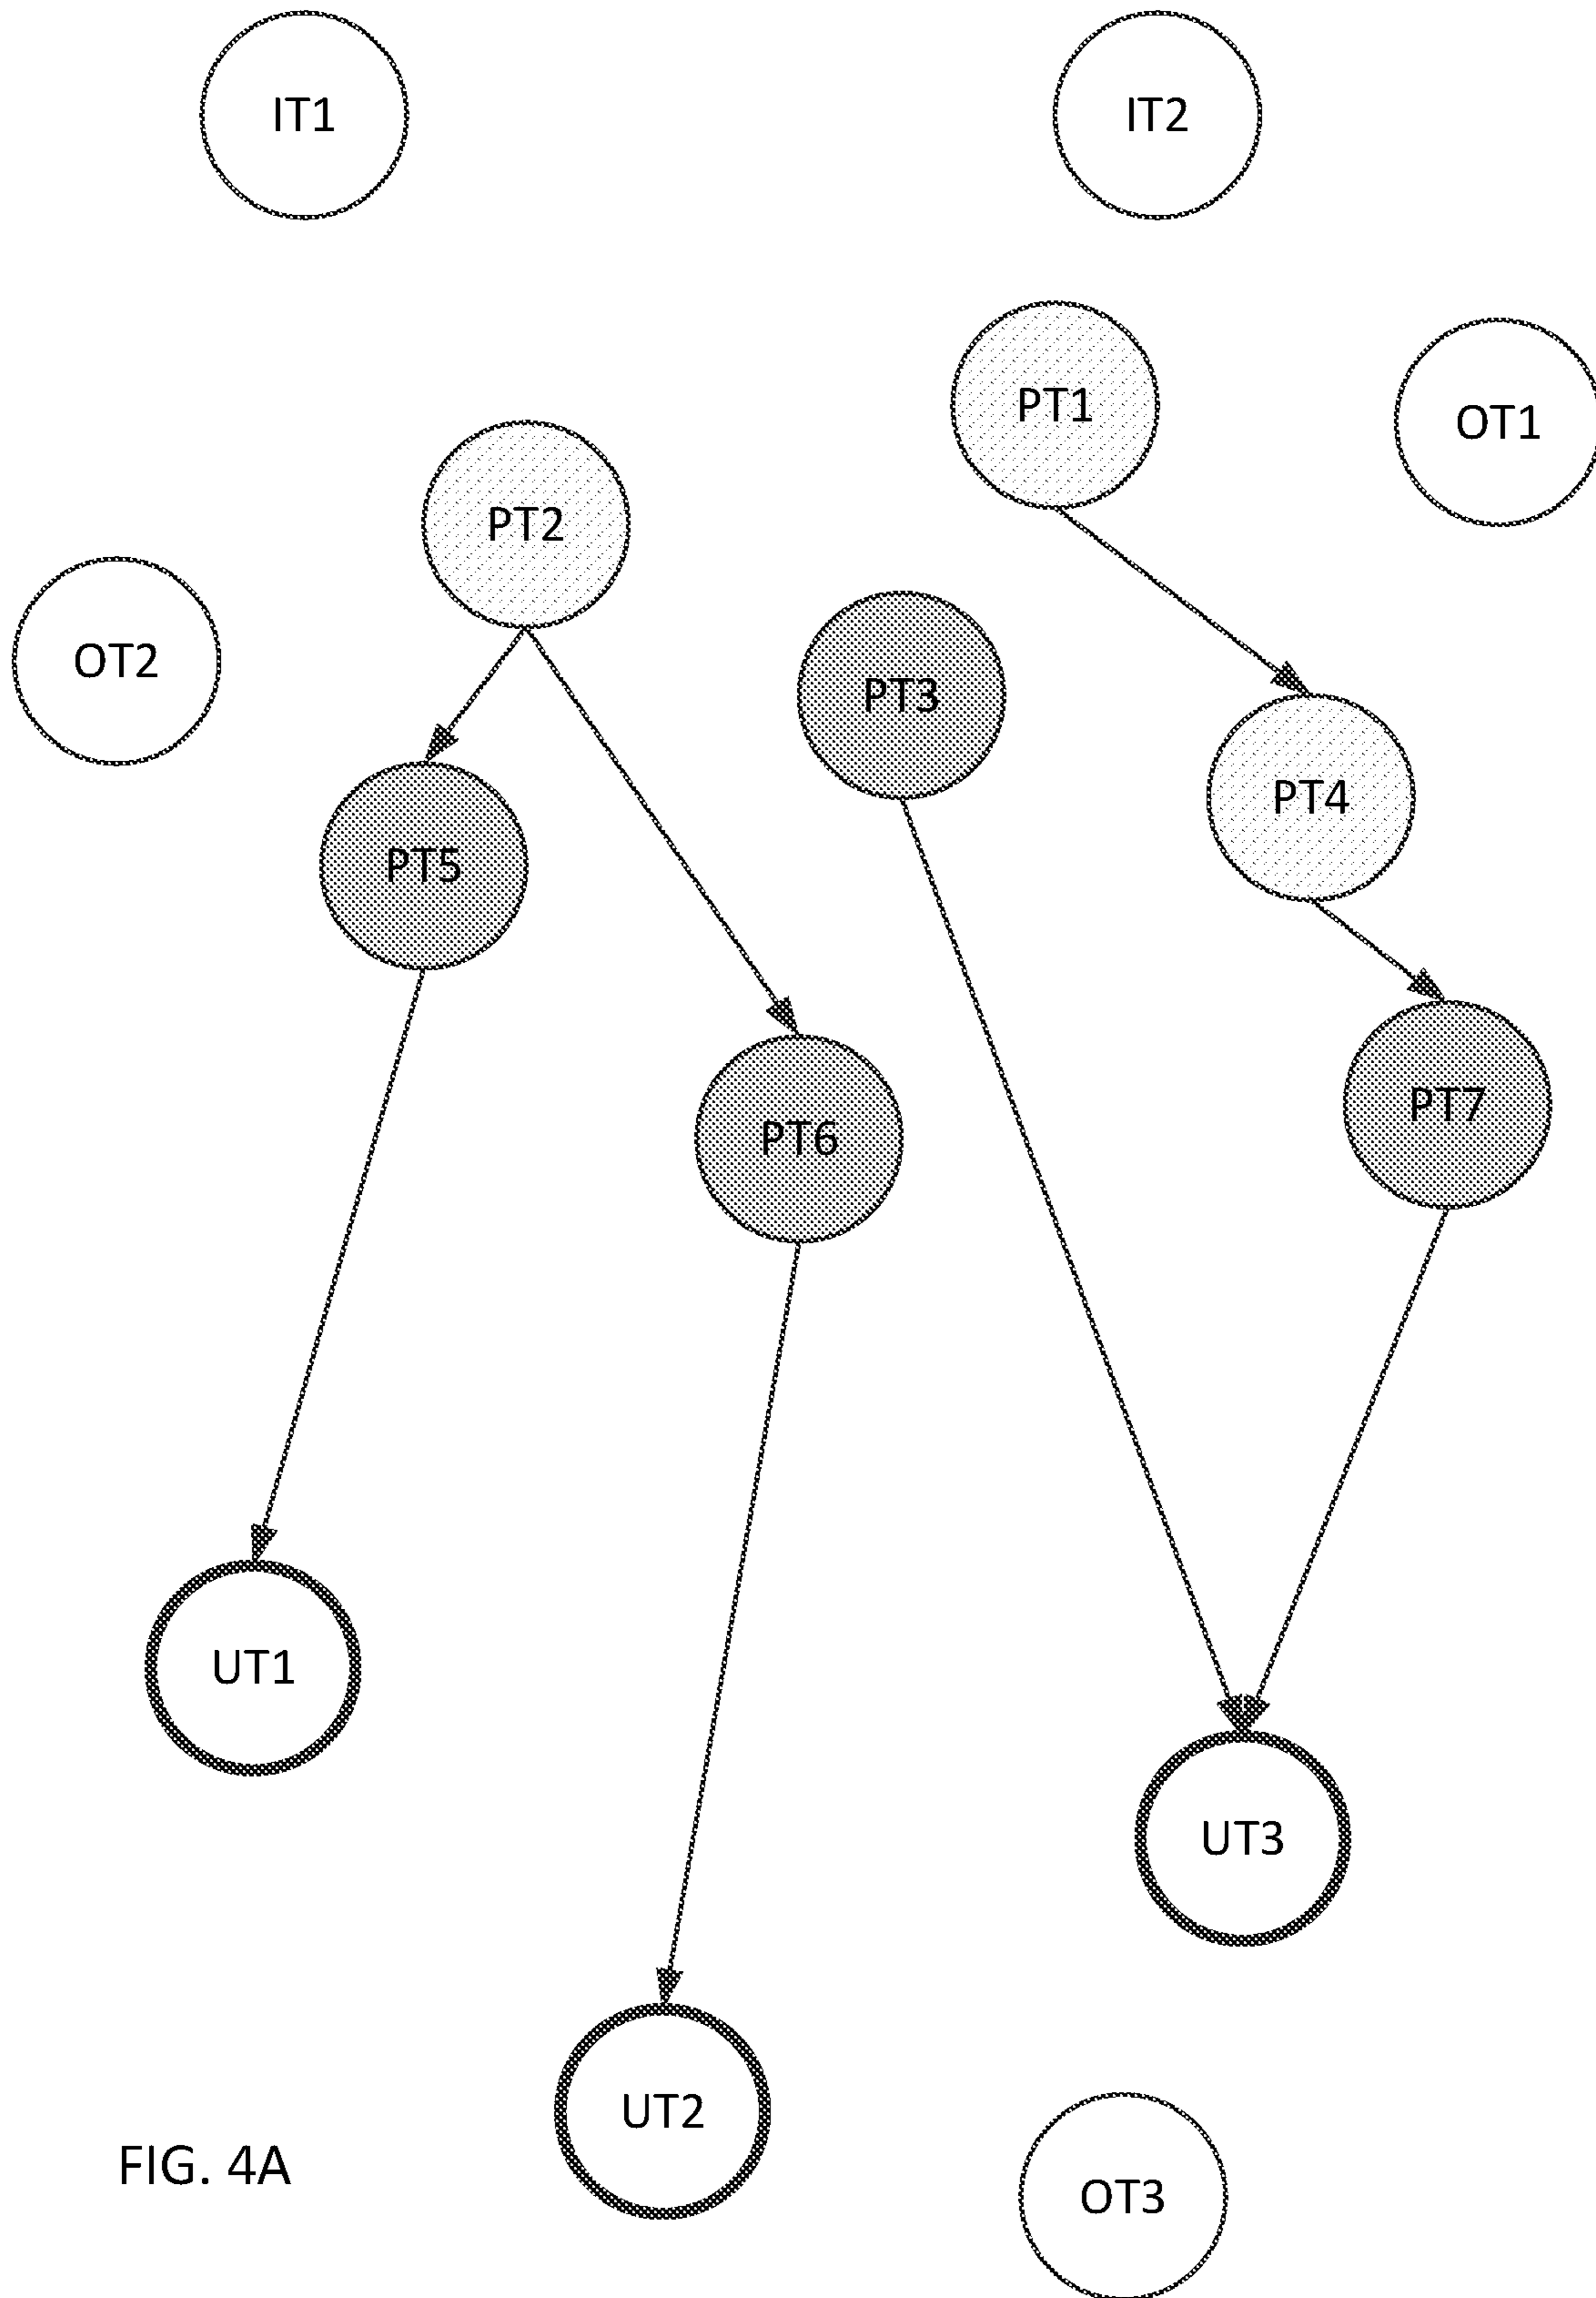 IT1
IT2
PT1
OT1
PT2
OT2
PT3
PT4
PT5
PT7
PT6
UT1
UT3
UT2
FIG. 4A
OT3